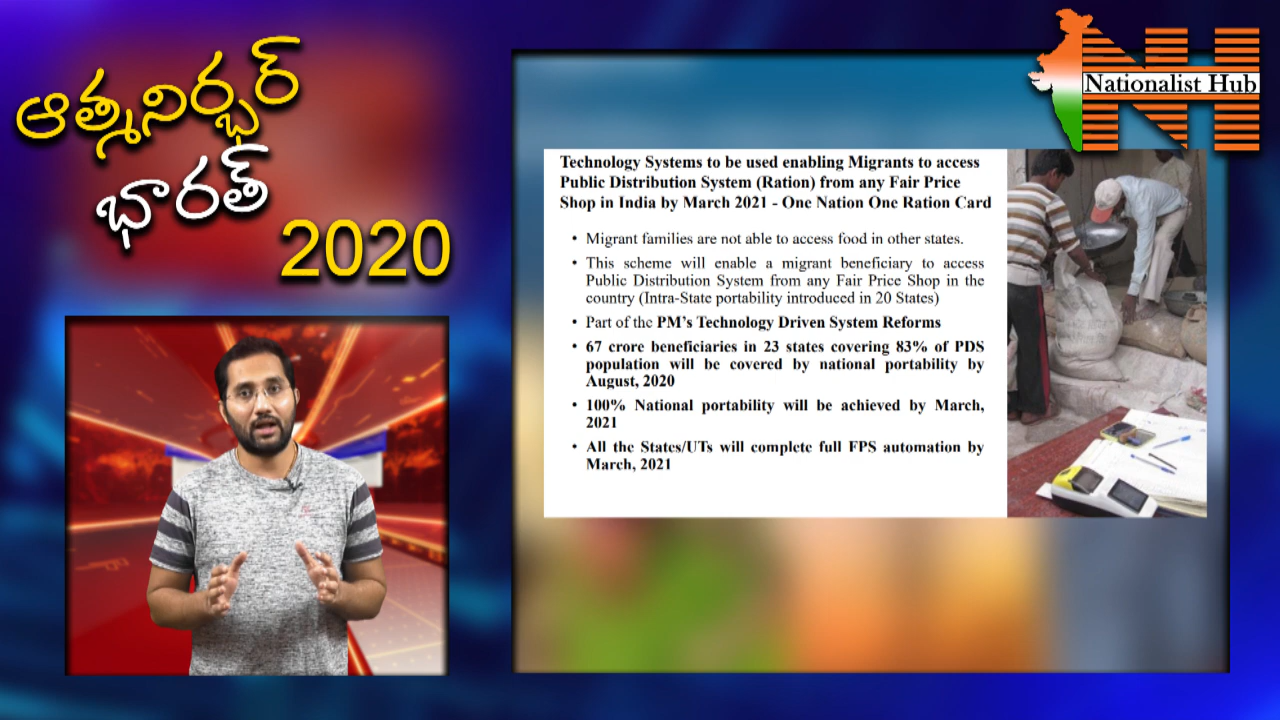 ఆత్మనిర్భర్
భారత్
2020
Nationalist Hub
Technology Systems to be used enabling Migrants to access
Public Distribution System (Ration) from any Fair Price
Shop in India by March 2021 - One Nation One Ration Card
• Migrant families are not able to access food in other states.
• This scheme will enable a migrant beneficiary to access
Public Distribution System from any Fair Price Shop in the
country (Intra-State portability introduced in 20 States)
• Part of the PM's Technology Driven System Reforms
• 67 crore beneficiaries in 23 states covering 83% of PDS
population will be covered by national portability by
August, 2020
• 100% National portability will be achieved by March,
2021
• All the States/UTs will complete full FPS automation by
March, 2021